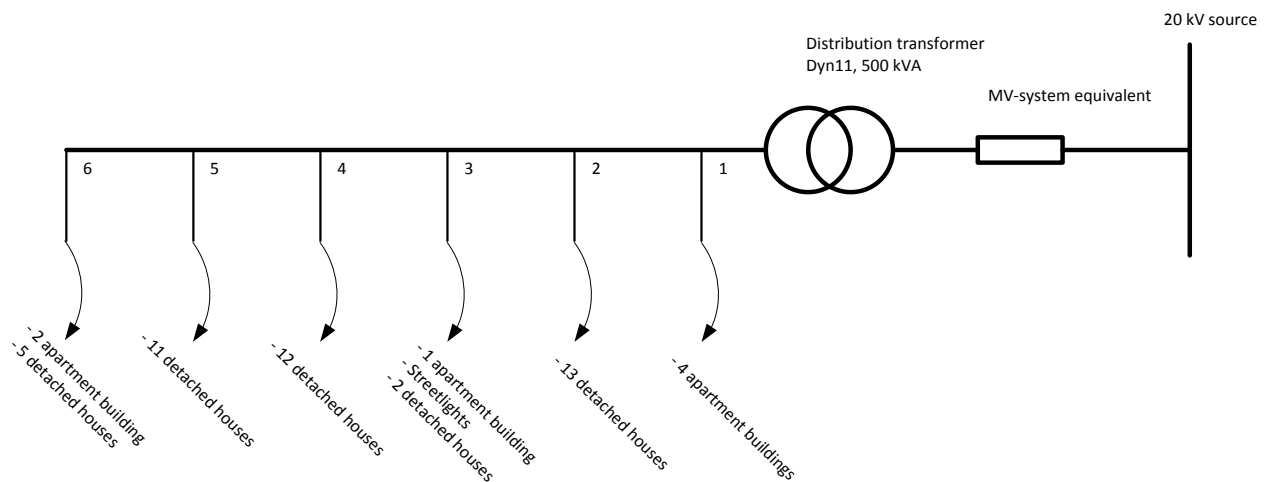 20 kV source
Distribution transformer
Dyn11, 500 kVA
MV-system equivalent
6
5
4
3
2
1
- 2 apartment building
- 5 detached houses
- 11 detached houses
- 12 detached houses
- 1 apartment building
- Streetlights
- 2 detached houses
- 13 detached houses
- 4 apartment buildings